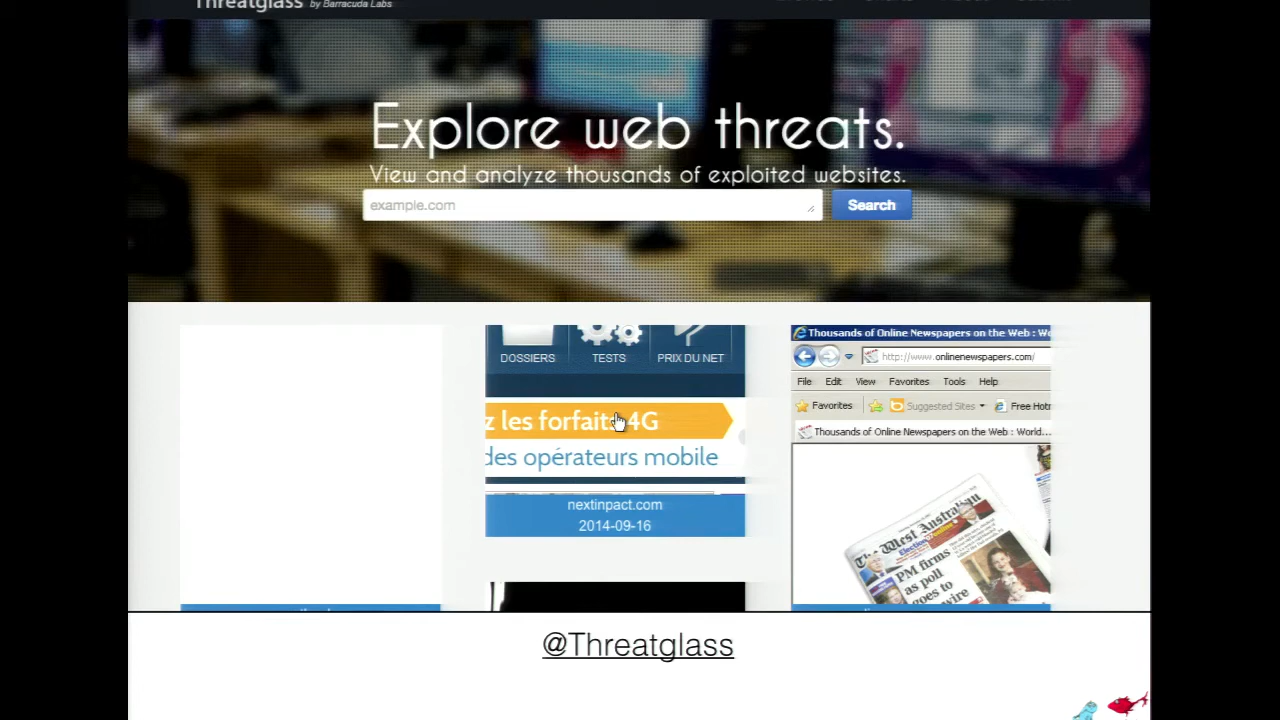 Threatglass by Barracuda Labs
Explore web threats.
View and analyze thousands of exploited websites.
example.com
Search
DOSSIERS
TESTS
PRIX DU NET
z les forfaits 4G
des opérateurs mobile
nextinpact.com
2014-09-16
Thousands of Online Newspapers on the Web : Wo
http://www.onlinenewspapers.com/
File Edit View Favorites Tools Help
Favorites
Suggested Sites
Free Hotm
Thousands of Online Newspapers on the Web : World...
The West Australian
PM firms
as poll
goes to
wire
@Threatglass